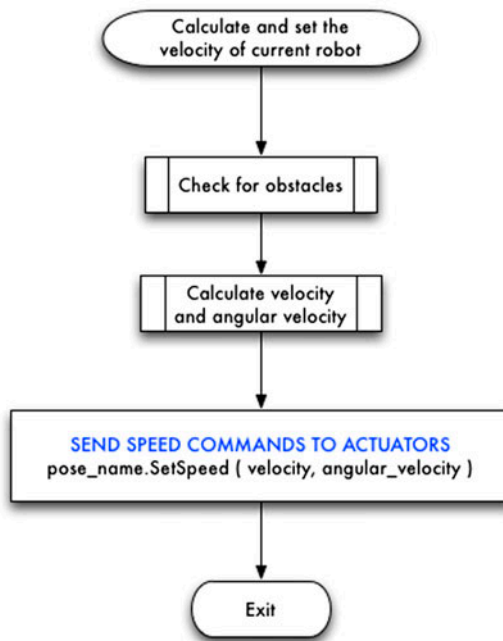 Calculate and set the
velocity of current robot
Check for obstacles
Calculate velocity
and angular velocity
SEND SPEED COMMANDS TO ACTUATORS
pose_name.SetSpeed ( velocity, angular_velocity )
Exit